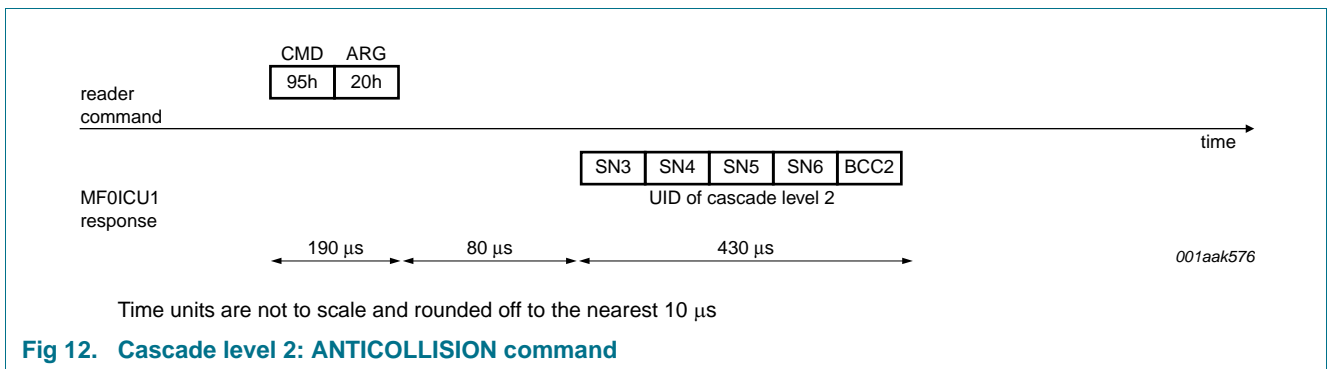 CMD ARG
95h 20h
reader
command
time
SN3 SN4 SN5 SN6 BCC2
MF0ICU1
response
UID of cascade level 2
190 μs 80 μs 430 μs
001aak576
Time units are not to scale and rounded off to the nearest 10 μs
Fig 12. Cascade level 2: ANTICOLLISION command